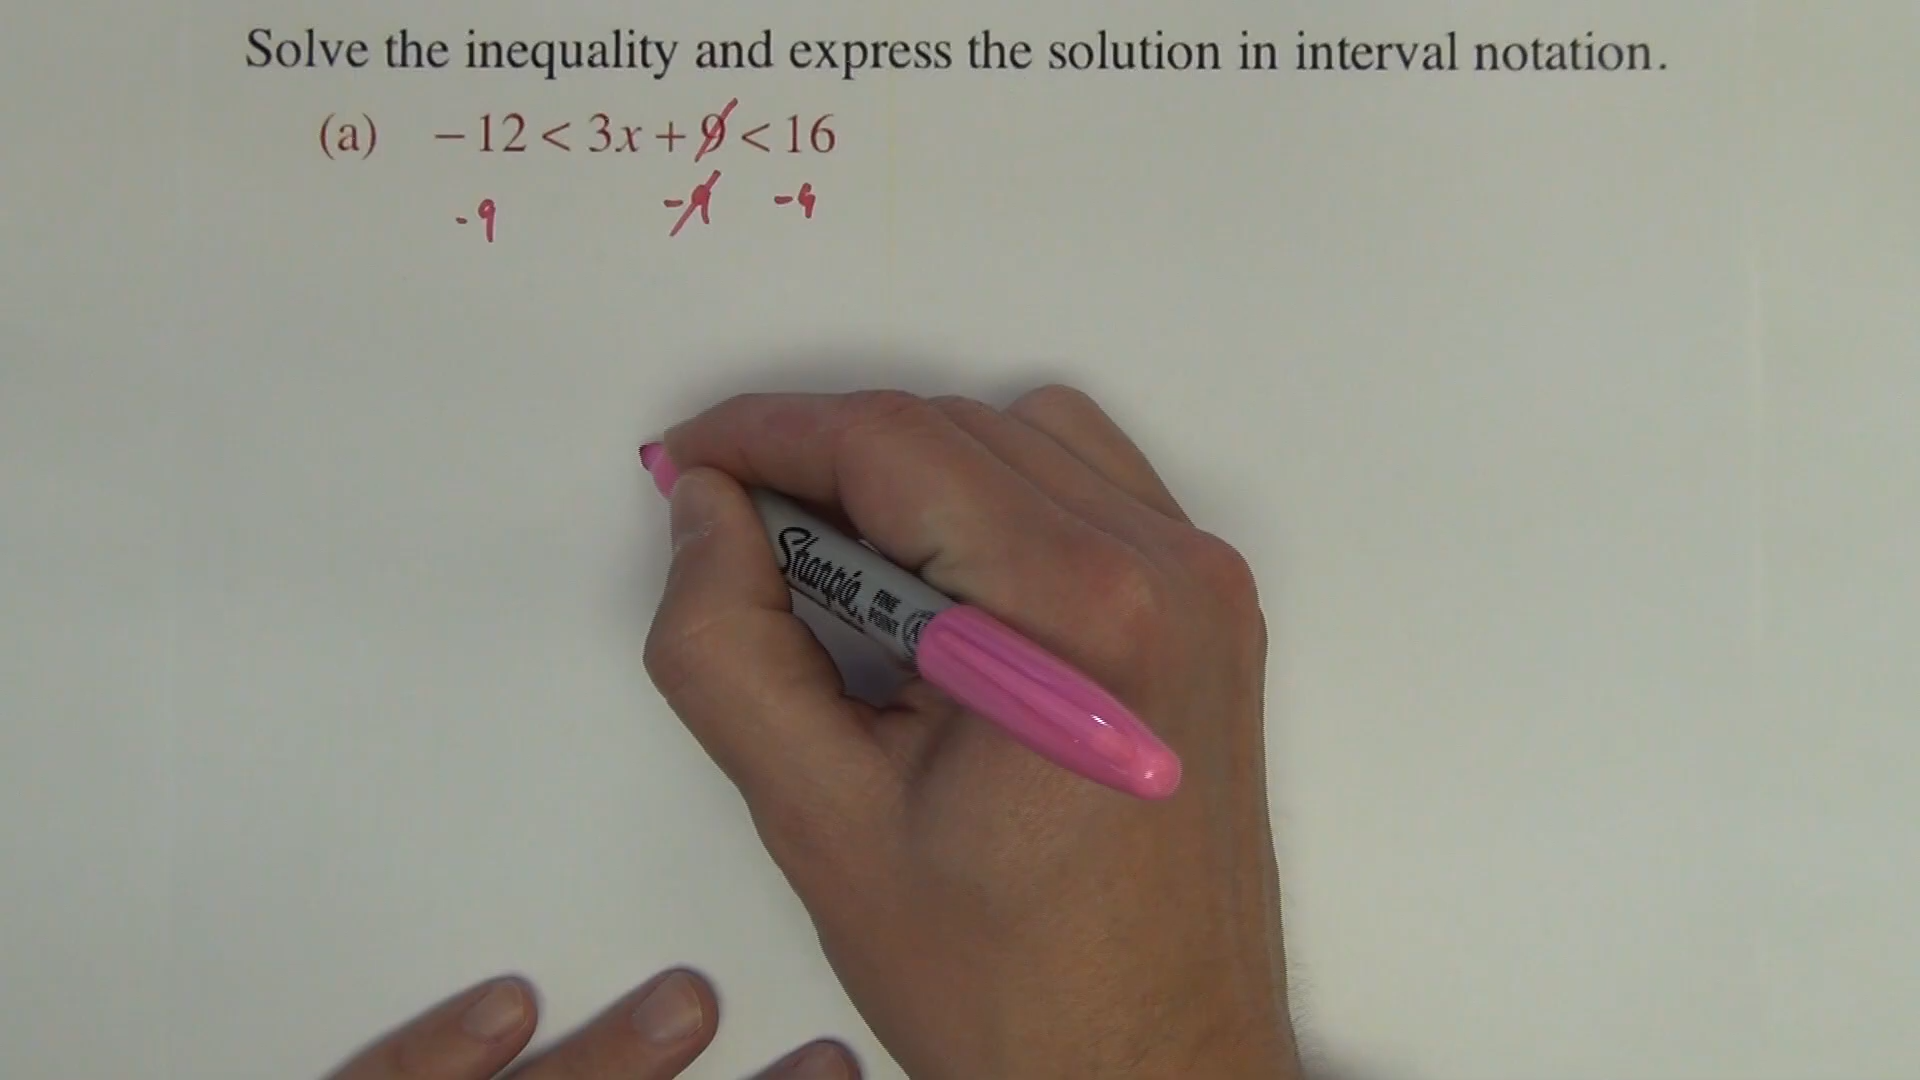 Solve the inequality and express the solution in interval notation.
(a) −12 < 3x + 9 < 16
-9 -9 -9
Sharpie.
FINE POINT